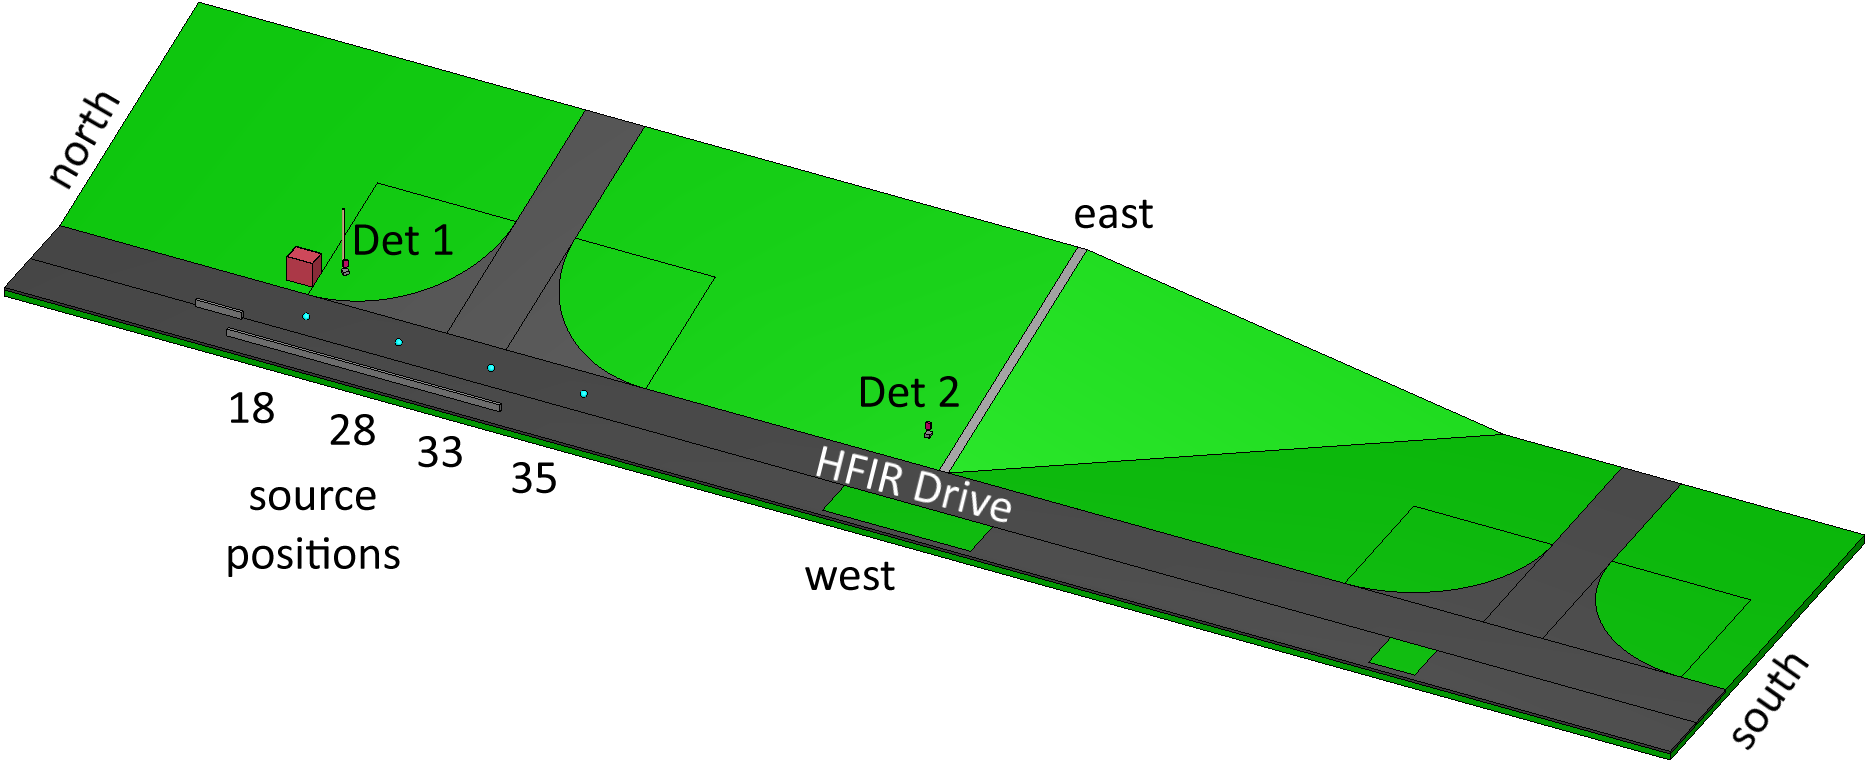 north
Det 1
east
Det 2
HFIR Drive
18
28
33
35
source
positions
west
south